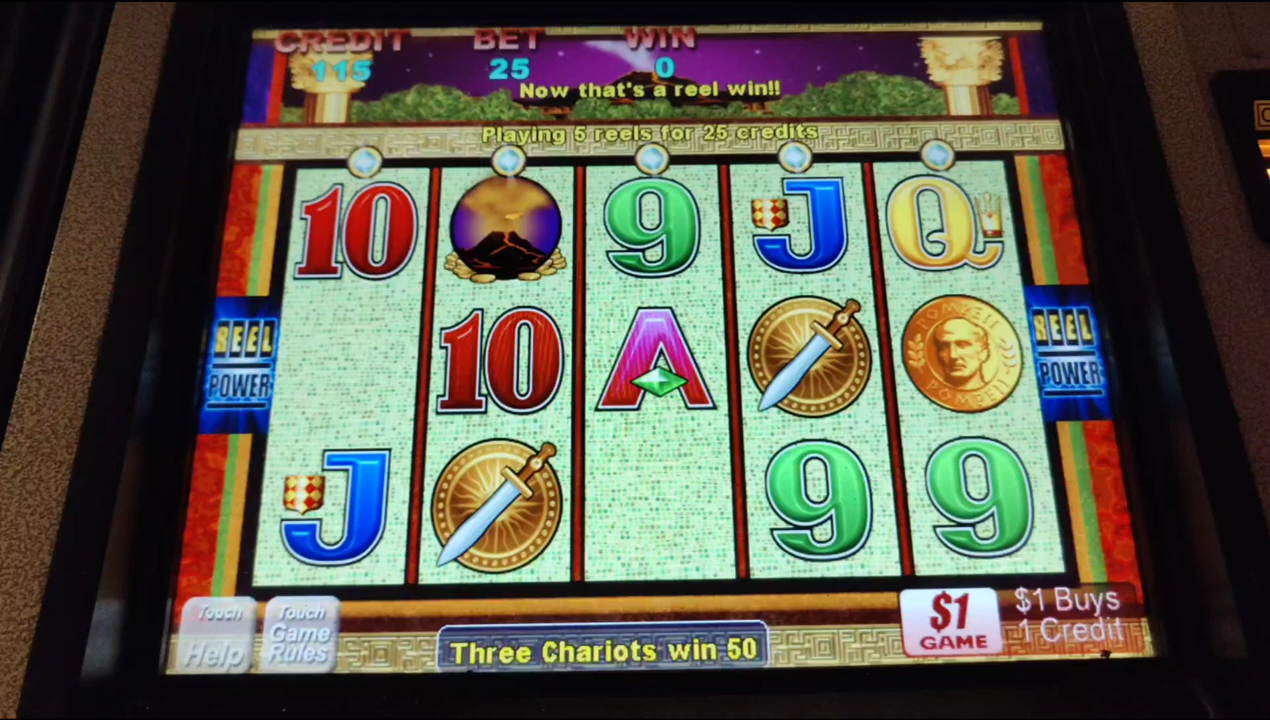 CREDIT BET WIN
115 25 0
Now that's a reel win!!
Playing 5 reels for 25 credits
10 9 J Q
REEL 10 A POMPEII REEL
POWER POMPEII POWER
J 9 9
Touch Touch $1 $1 Buys
Help Game GAME 1 Credit
Rules
Three Chariots win 50